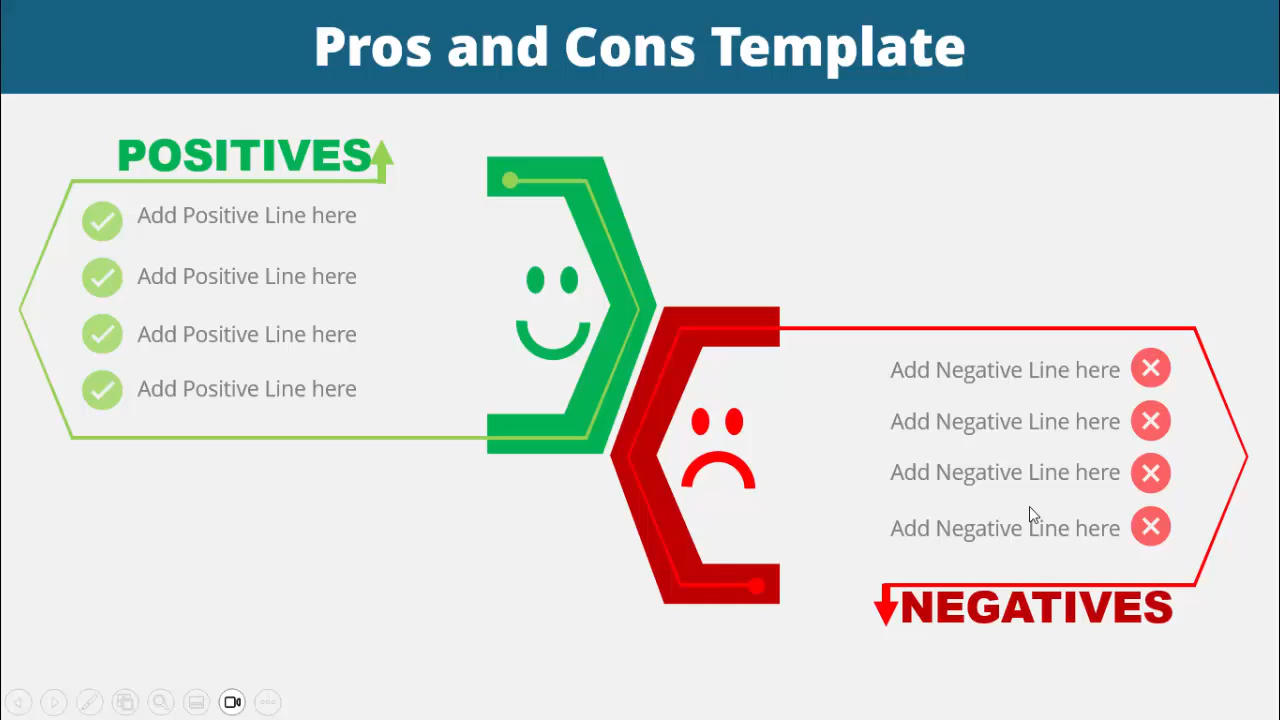 Pros and Cons Template
POSITIVES
Add Positive Line here
Add Positive Line here
Add Positive Line here
Add Positive Line here
Add Negative Line here
Add Negative Line here
Add Negative Line here
Add Negative Line here
NEGATIVES